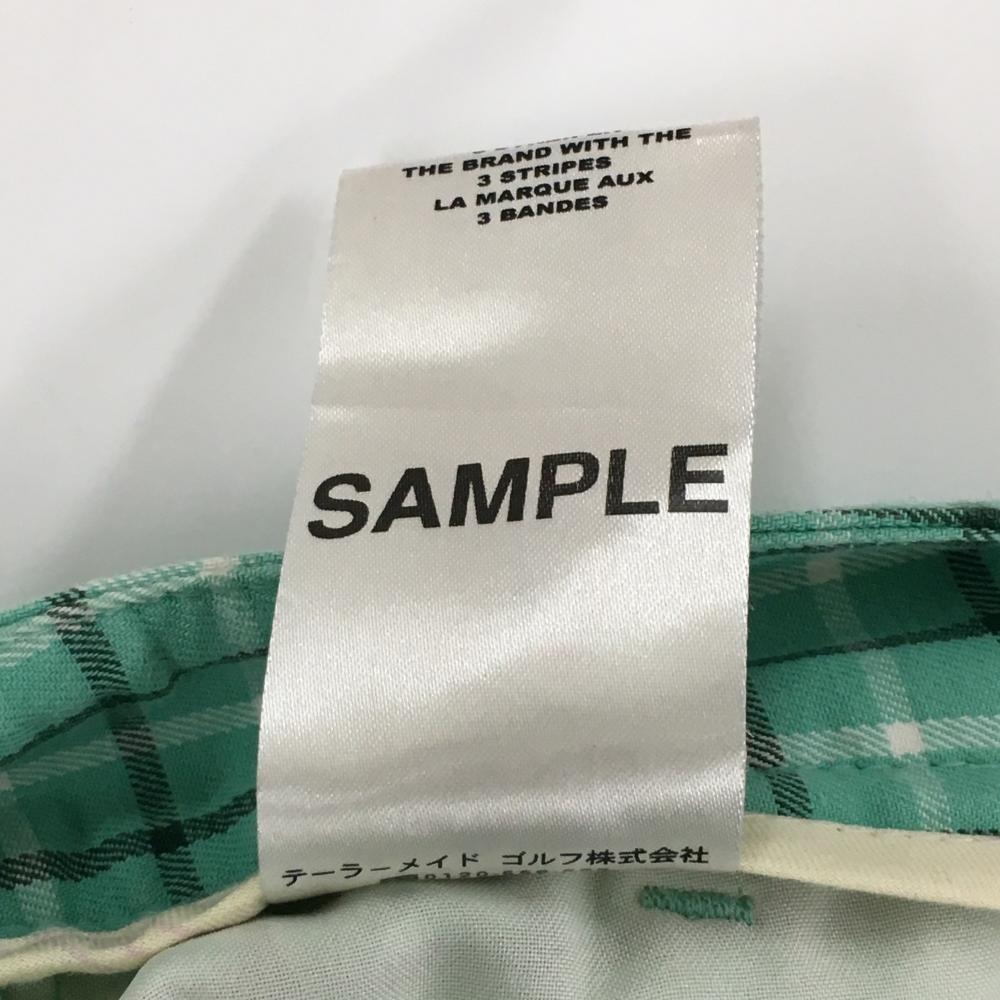 THE BRAND WITH THE
3 STRIPES
LA MARQUE AUX
3 BANDES
SAMPLE
テーラーメイド ゴルフ株式会社